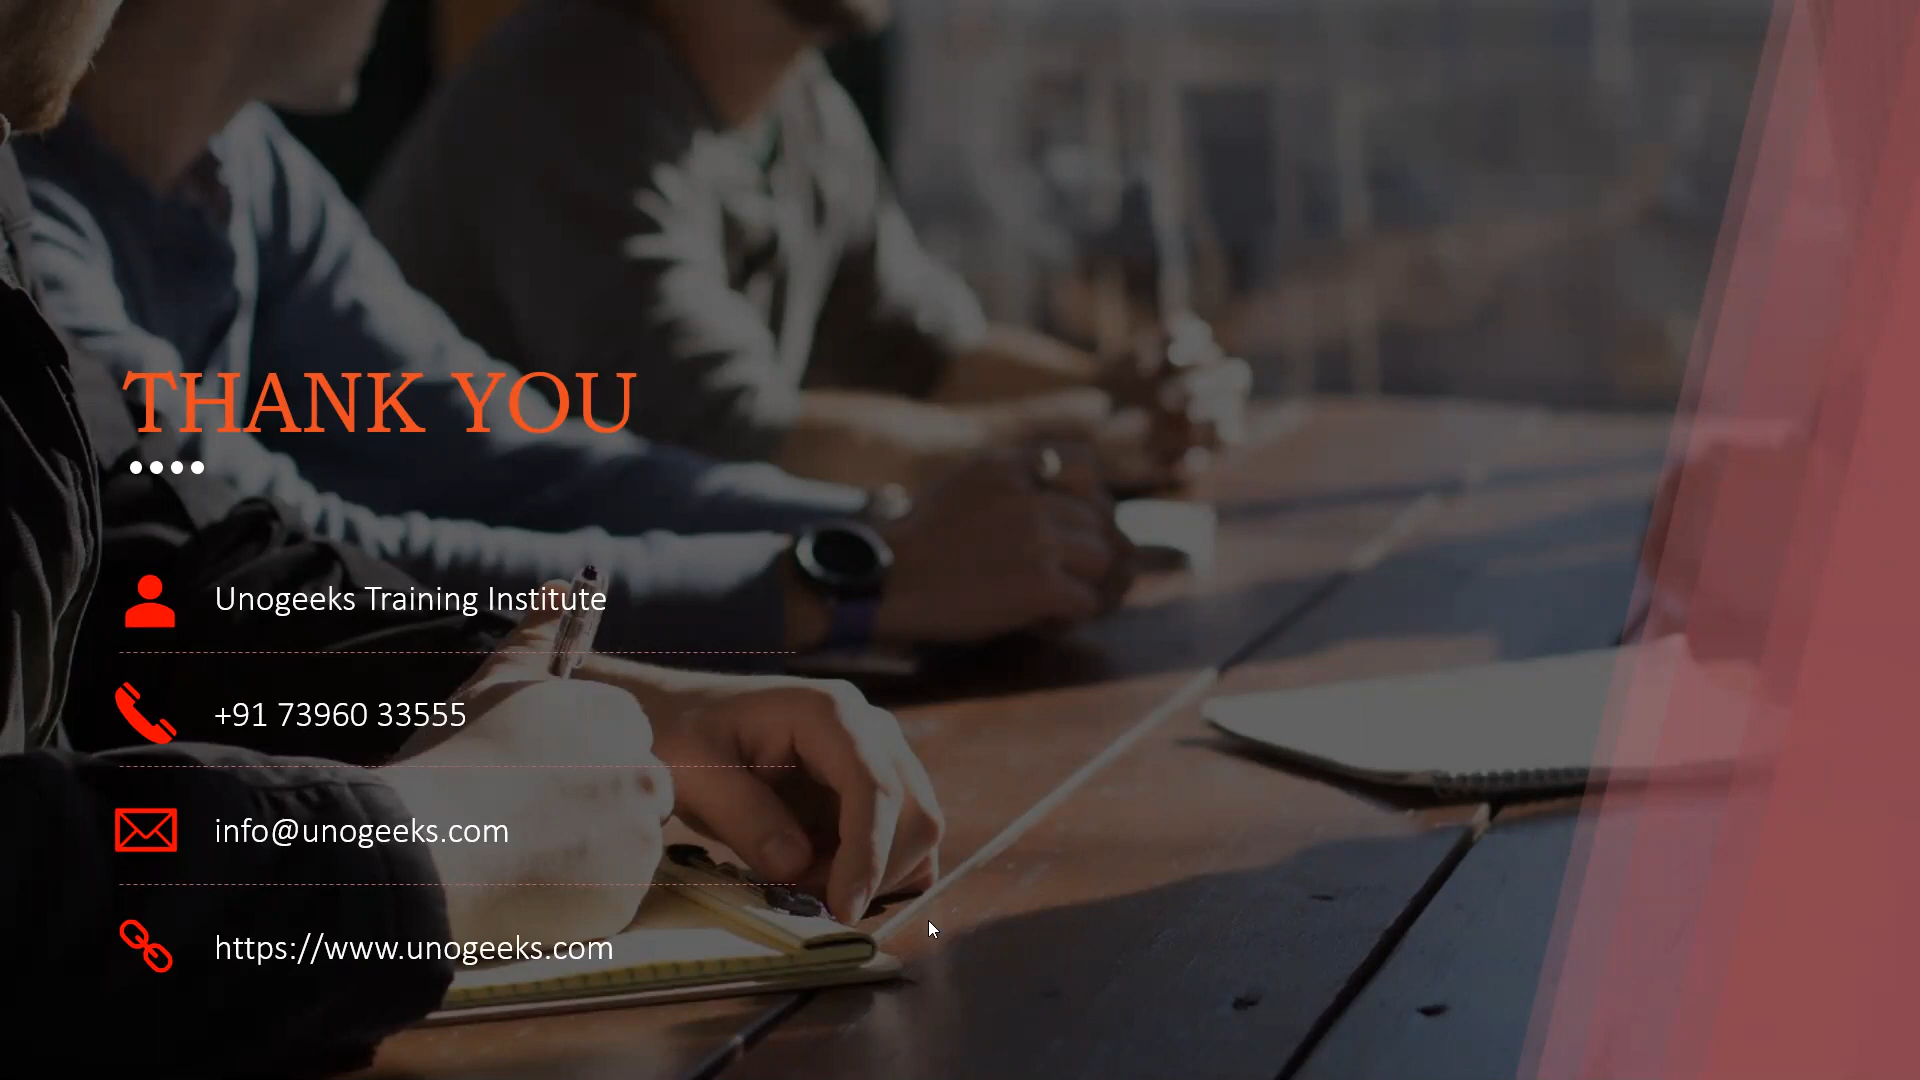 THANK YOU
Unogeeks Training Institute
+91 73960 33555
info@unogeeks.com
https://www.unogeeks.com